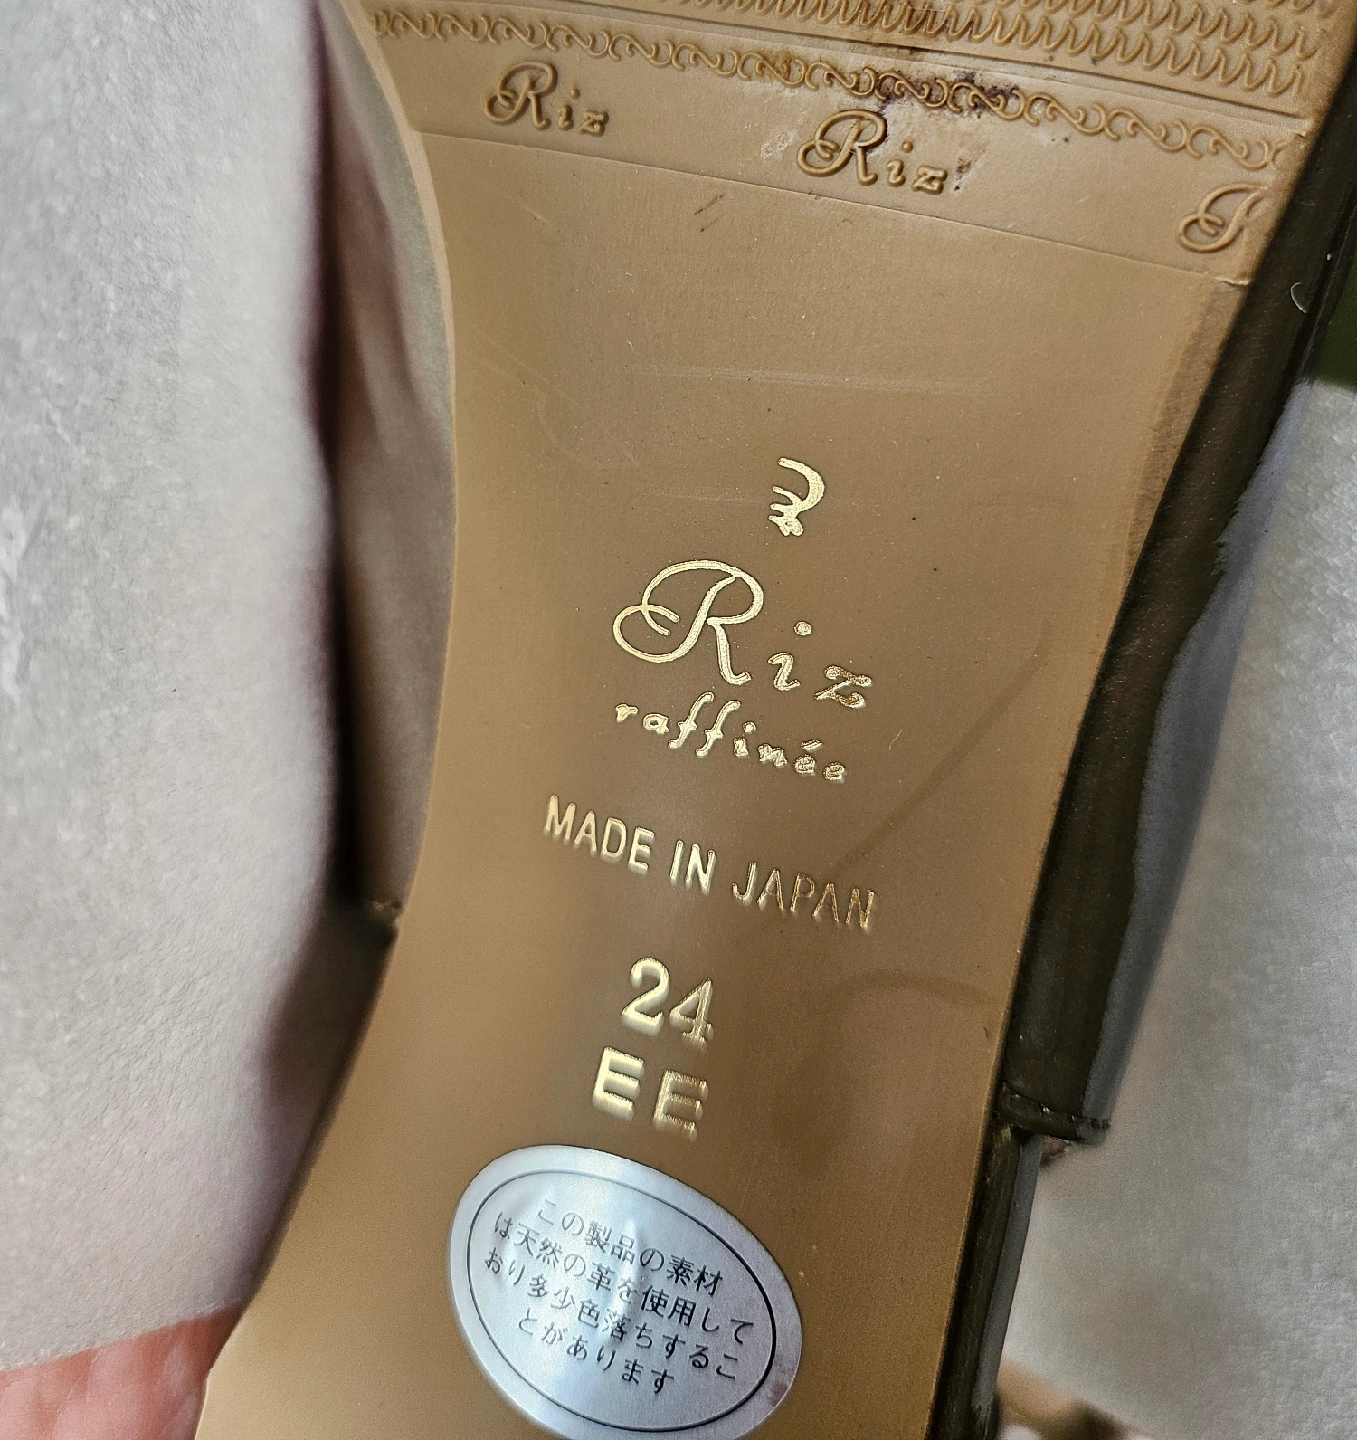 Riz
Riz
Riz
raffinée
MADE IN JAPAN
24
EE
この製品の素材
は天然の革を使用して
おり多少色落ちするこ
とがあります